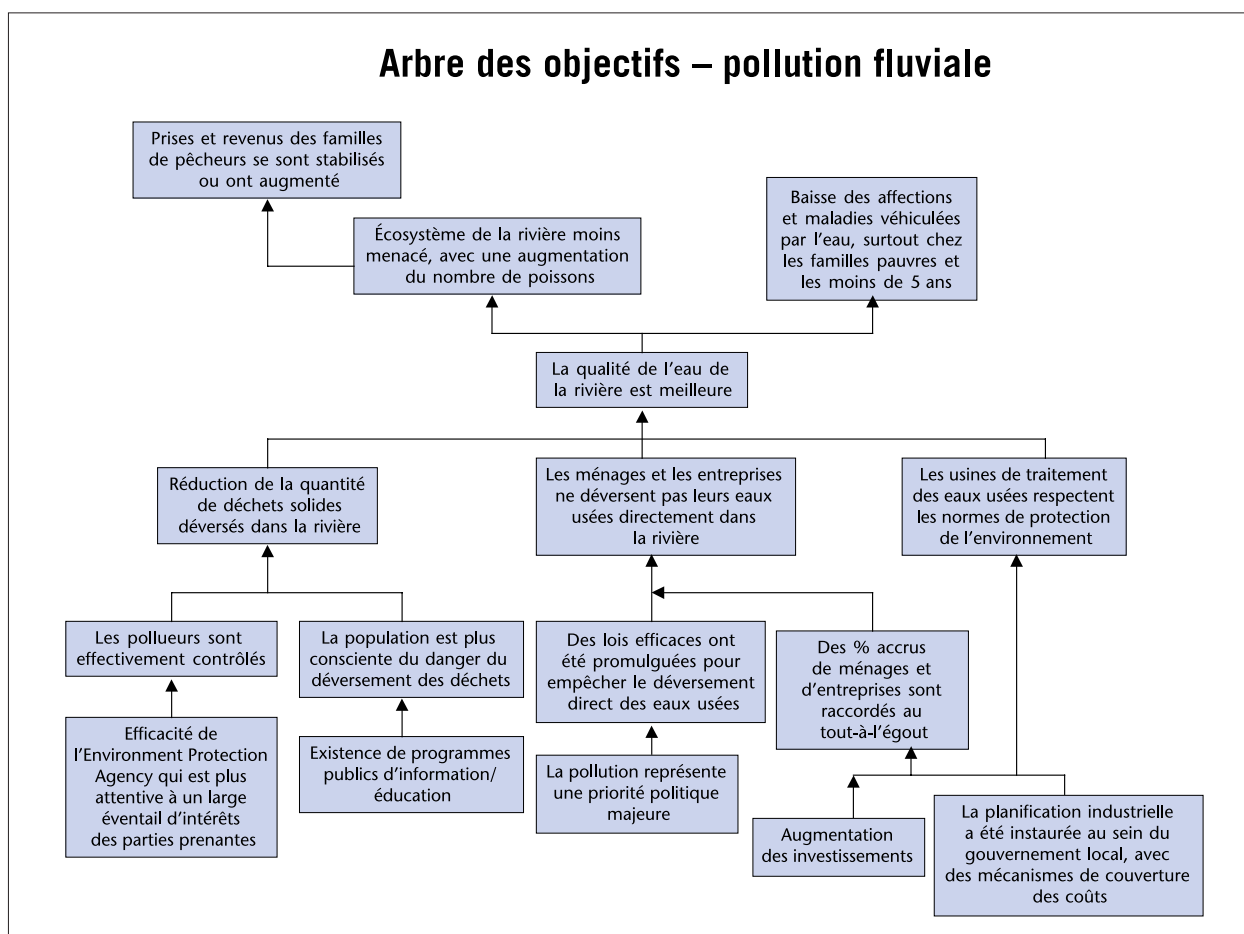 Arbre des objectifs – pollution fluviale
Prises et revenus des familles
de pêcheurs se sont stabilisés
ou ont augmenté
Baisse des affections
et maladies véhiculées
par l’eau, surtout chez
les familles pauvres et
les moins de 5 ans
Écosystème de la rivière moins
menacé, avec une augmentation
du nombre de poissons
La qualité de l’eau de
la rivière est meilleure
Réduction de la quantité
de déchets solides
déversés dans la rivière
Les ménages et les entreprises
ne déversent pas leurs eaux
usées directement dans
la rivière
Les usines de traitement
des eaux usées respectent
les normes de protection
de l’environnement
Les pollueurs sont
effectivement contrôlés
La population est plus
consciente du danger du
déversement des déchets
Des lois efficaces ont
été promulguées pour
empêcher le déversement
direct des eaux usées
Des % accrus
de ménages et
d’entreprises sont
raccordés au
tout-à-l’égout
Efficacité de
l’Environment Protection
Agency qui est plus
attentive à un large
éventail d’intérêts
des parties prenantes
Existence de programmes
publics d’information/
éducation
La pollution représente
une priorité politique
majeure
Augmentation
des investissements
La planification industrielle
a été instaurée au sein du
gouvernement local, avec
des mécanismes de couverture
des coûts